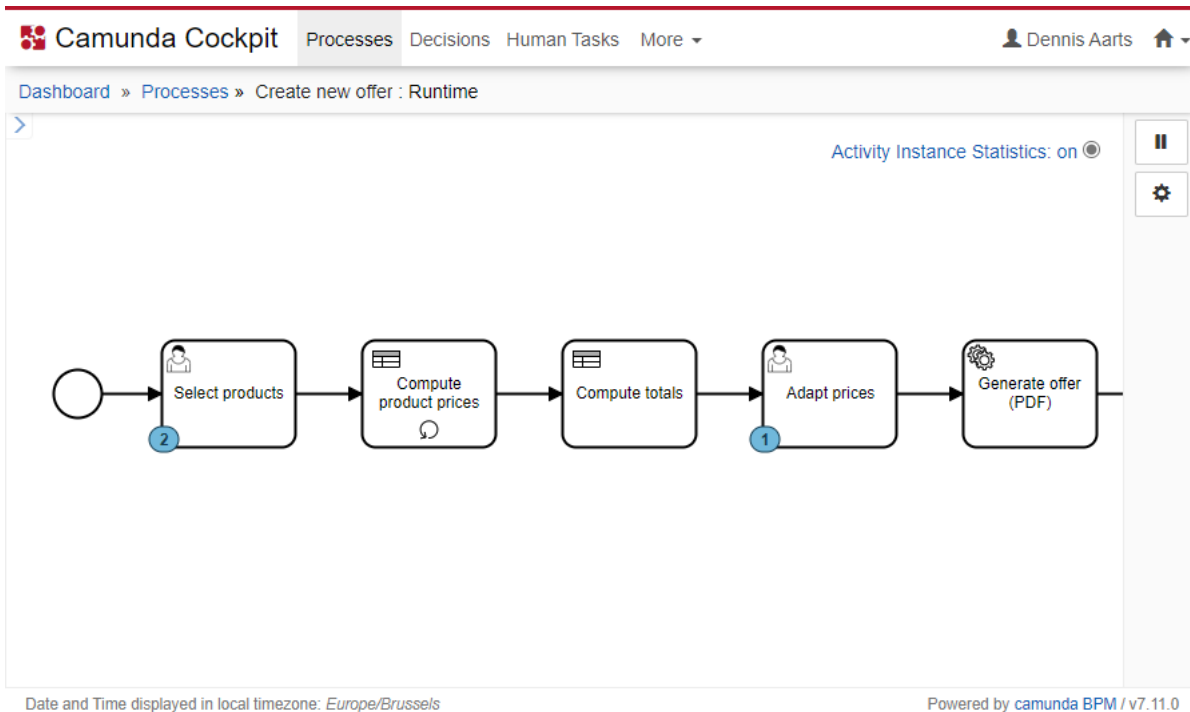 Camunda Cockpit Processes Decisions Human Tasks More Dennis Aarts
Dashboard » Processes » Create new offer : Runtime
Activity Instance Statistics: on
Select products
2
Compute
product prices
Compute totals
Adapt prices
1
Generate offer
(PDF)
Date and Time displayed in local timezone: Europe/Brussels
Powered by camunda BPM / v7.11.0